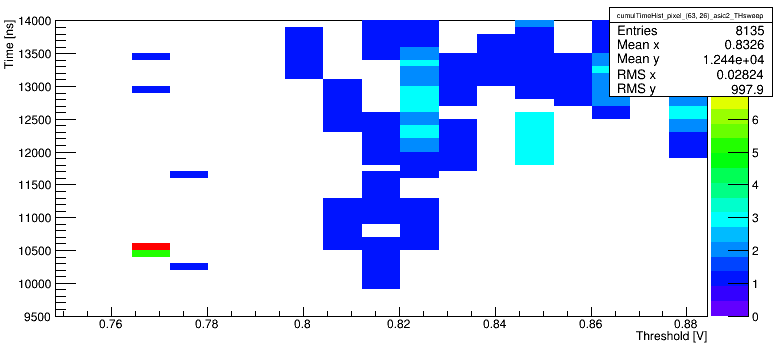 cumulTimeHist_pixel_(63, 26)_asic2_THsweep
Entries 8135
Mean x 0.8326
Mean y 1.244e+04
RMS x 0.02824
RMS y 997.9
Time [ns]
14000
13500
13000
12500
12000
11500
11000
10500
10000
9500
0.76 0.78 0.8 0.82 0.84 0.86 0.88
Threshold [V]
6
5
4
3
2
1
0